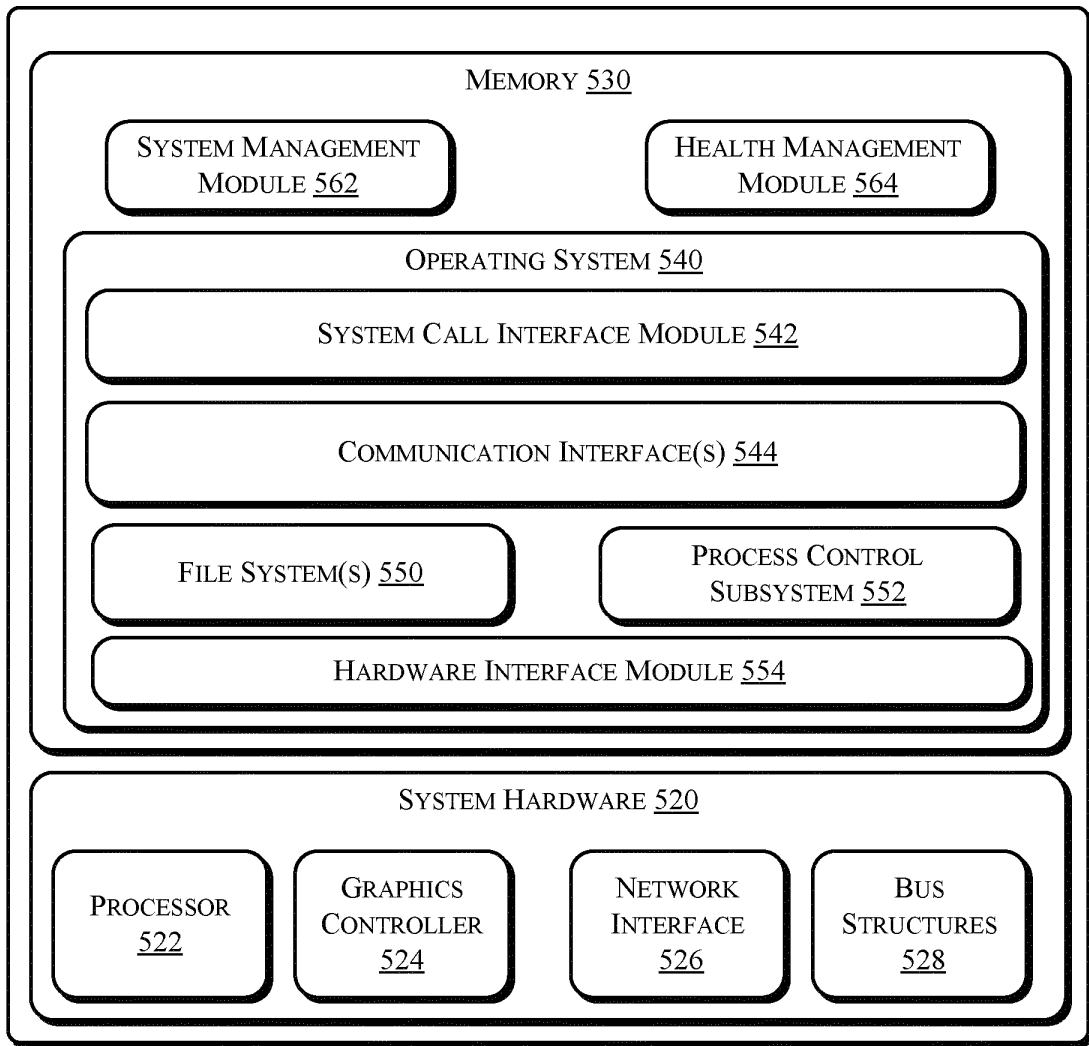 MEMORY 530
SYSTEM MANAGEMENT
MODULE 562
HEALTH MANAGEMENT
MODULE 564
OPERATING SYSTEM 540
SYSTEM CALL INTERFACE MODULE 542
COMMUNICATION INTERFACE(S) 544
FILE SYSTEM(S) 550
PROCESS CONTROL
SUBSYSTEM 552
HARDWARE INTERFACE MODULE 554
SYSTEM HARDWARE 520
PROCESSOR
522
GRAPHICS
CONTROLLER
524
NETWORK
INTERFACE
526
BUS
STRUCTURES
528